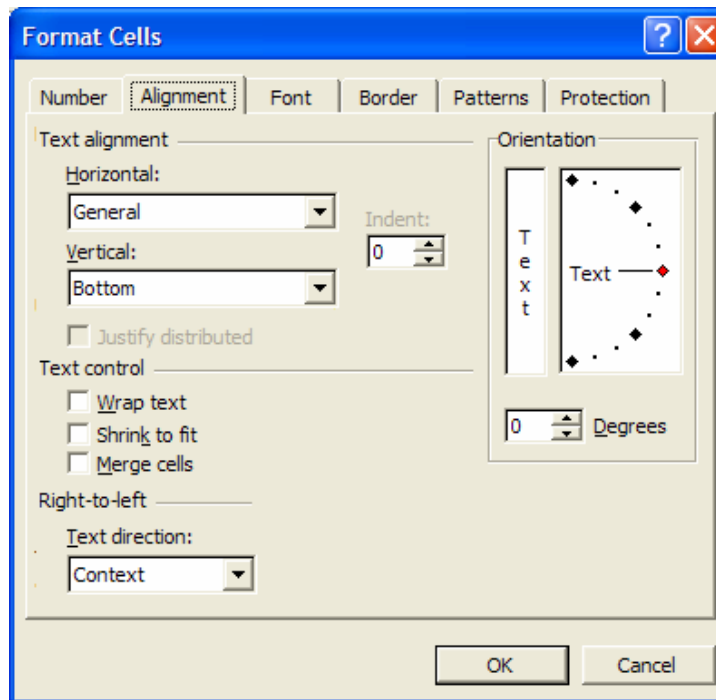 Format Cells
?
Number Alignment Font Border Patterns Protection
Text alignment
Horizontal:
General
Vertical:
Bottom
Indent:
0
Justify distributed
Text control
Wrap text
Shrink to fit
Merge cells
Right-to-left
Text direction:
Context
Orientation
Text
Text
0 Degrees
OK Cancel